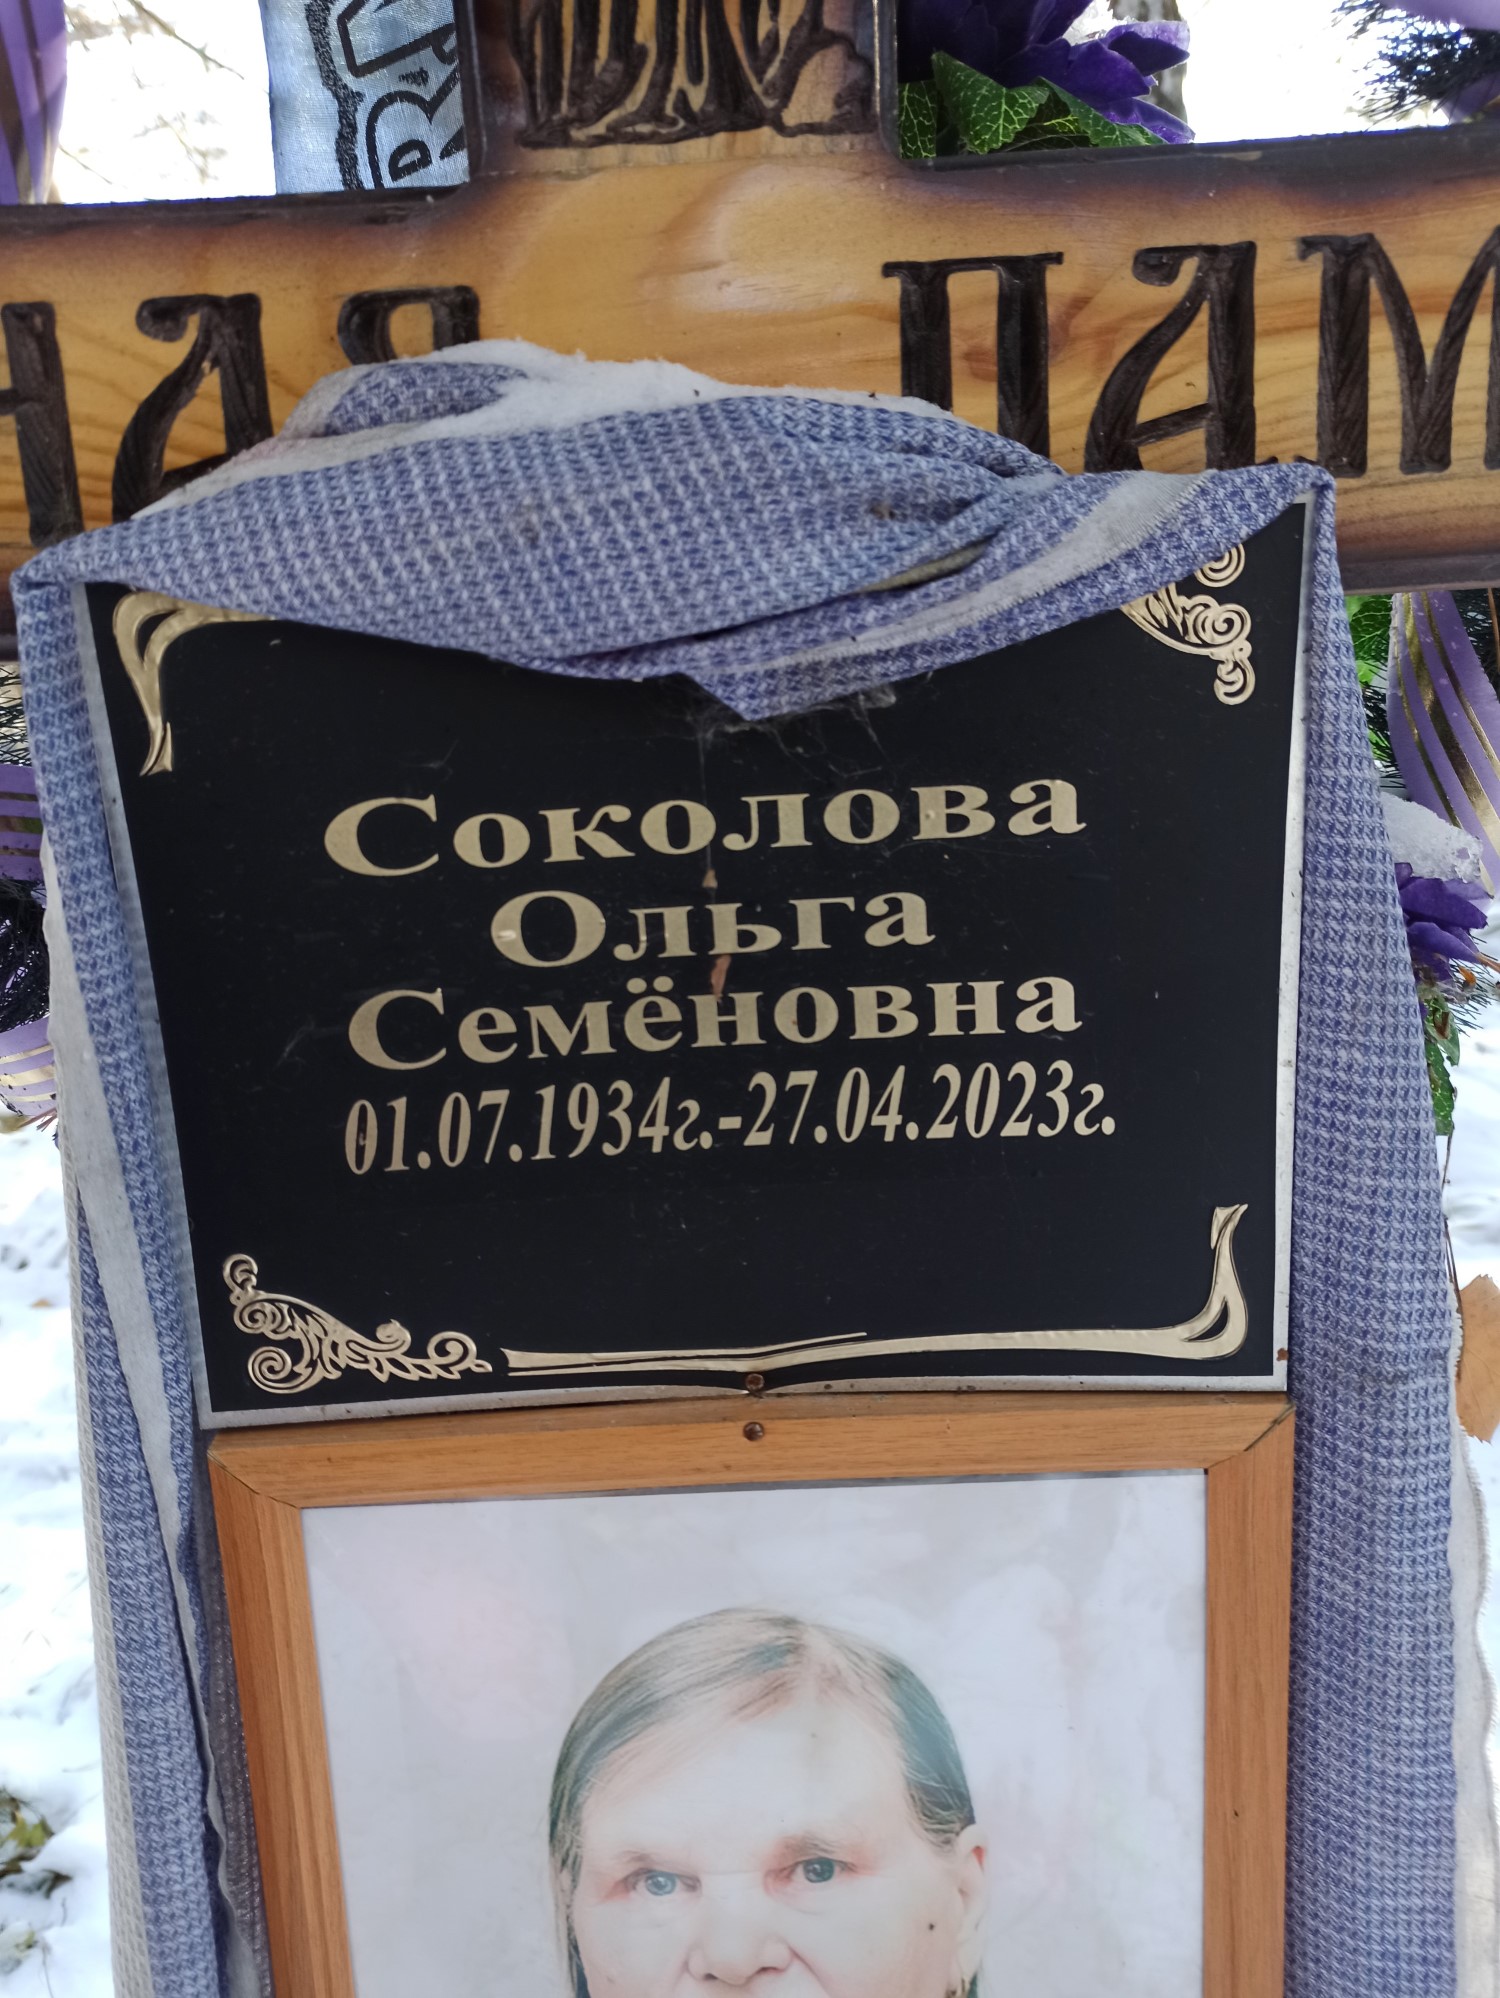 ная пам
Соколова
Ольга
Семёновна
01.07.1934г.-27.04.2023г.